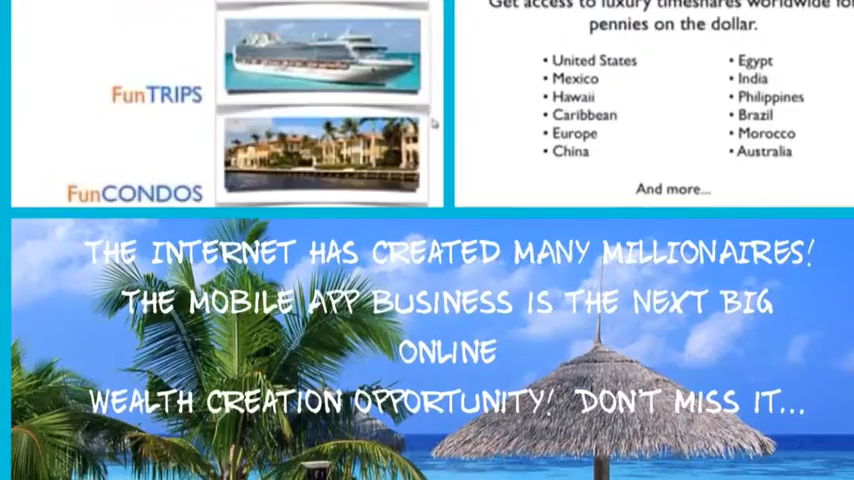 Get access to luxury timeshares worldwide for
pennies on the dollar.
FunTRIPS
FunCONDOS
• United States
• Mexico
• Hawaii
• Caribbean
• Europe
• China
• Egypt
• India
• Philippines
• Brazil
• Morocco
• Australia
And more...
THE INTERNET HAS CREATED MANY MILLIONAIRES!
THE MOBILE APP BUSINESS IS THE NEXT BIG
ONLINE
WEALTH CREATION OPPORTUNITY! DON'T MISS IT...